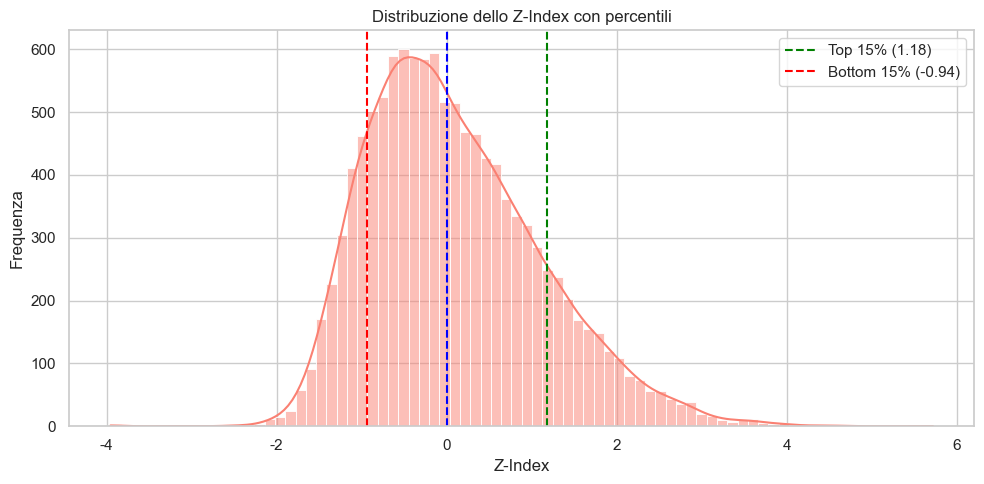 Distribuzione dello Z-Index con percentili
Top 15% (1.18)
Bottom 15% (-0.94)
Frequenza
600
500
400
300
200
100
0
-4 -2 0 2 4 6
Z-Index